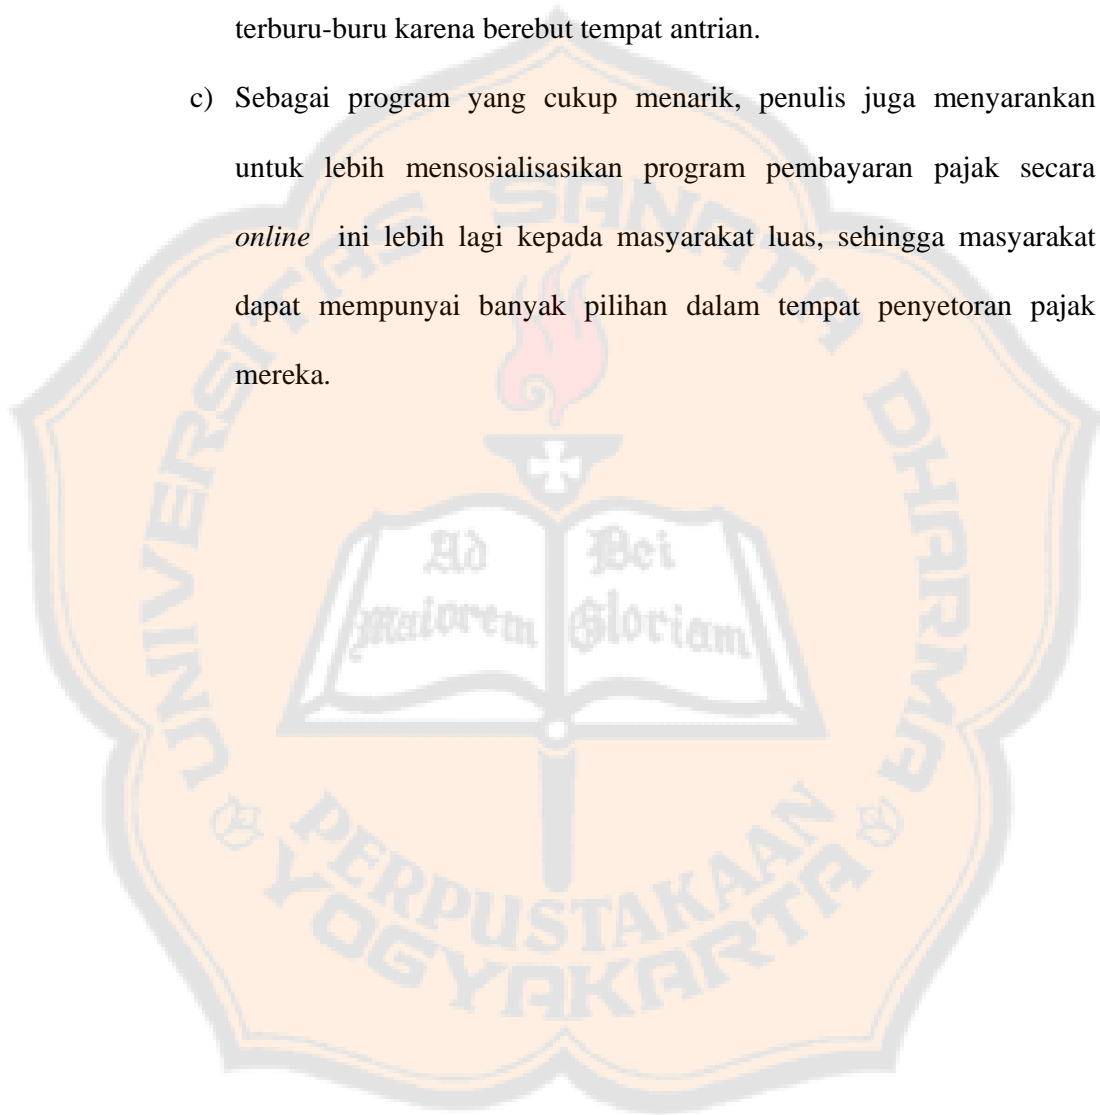 terburu-buru karena berebut tempat antrian.
c) Sebagai program yang cukup menarik, penulis juga menyarankan
untuk lebih mensosialisasikan program pembayaran pajak secara
online ini lebih lagi kepada masyarakat luas, sehingga masyarakat
dapat mempunyai banyak pilihan dalam tempat penyetoran pajak
mereka.
UNIVERSITAS SANATA DHARMA
Ad Dei
Maiorem Gloriam
PERPUSTAKAAN
YOGYAKARTA